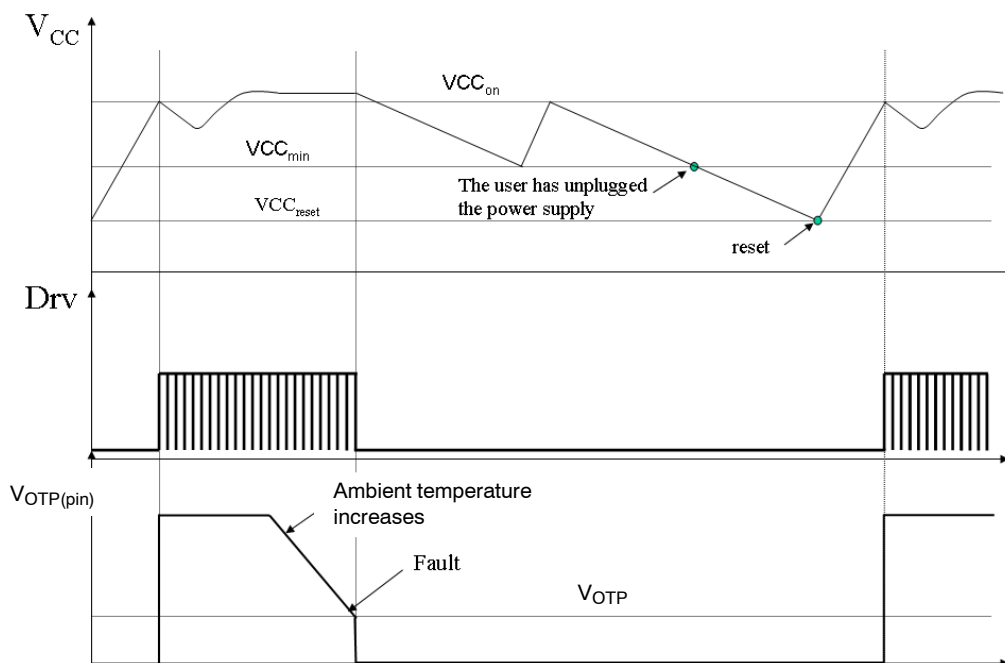 VCC
VCCon
VCCmin
The user has unplugged
the power supply
VCCreset
reset
Drv
VOTP(pin)
Ambient temperature
increases
Fault
VOTP